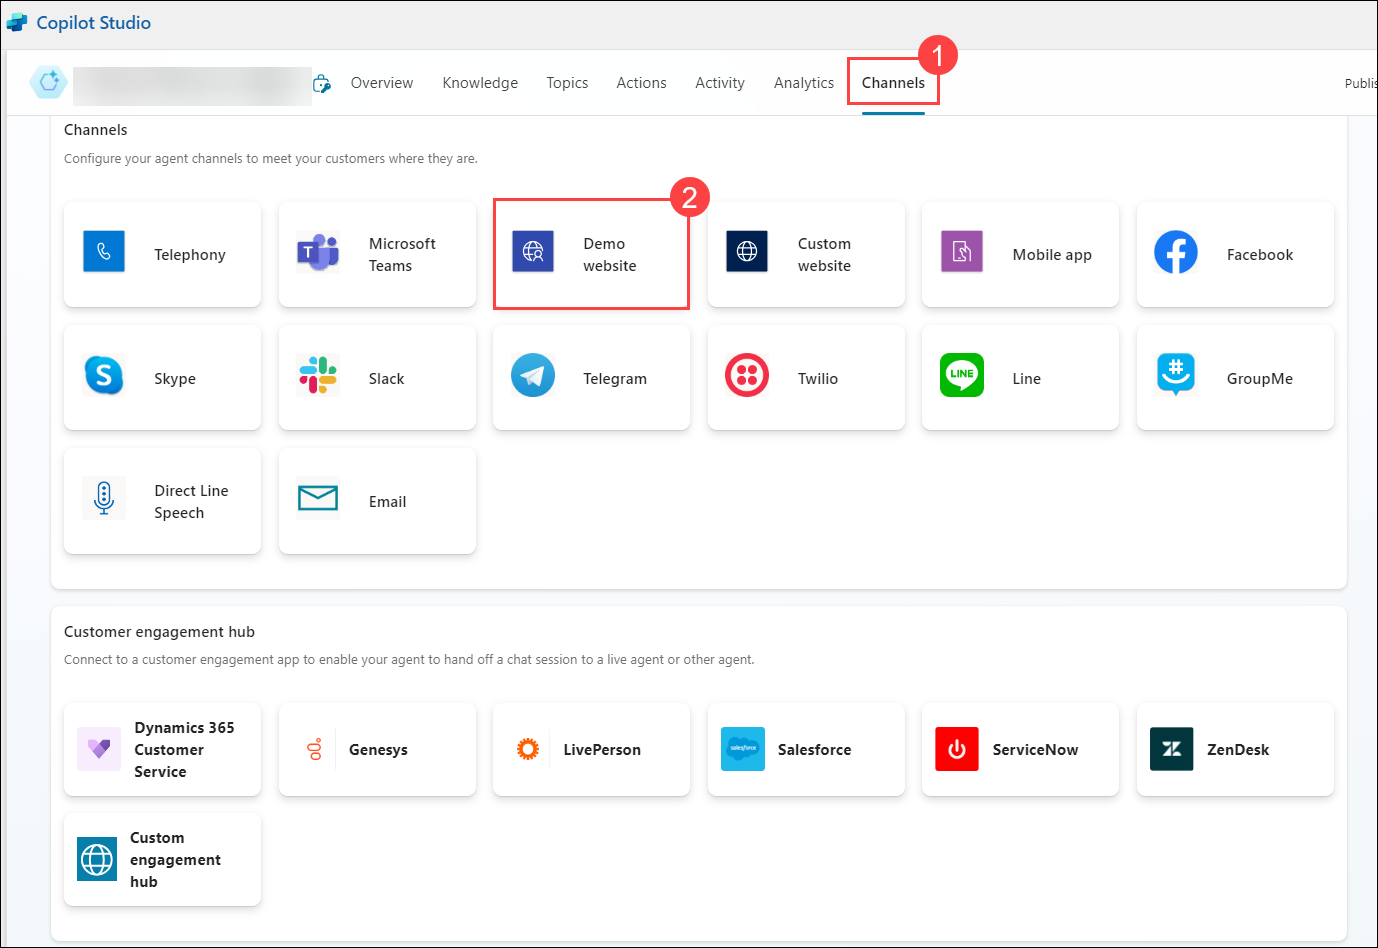 Copilot Studio
Overview Knowledge Topics Actions Activity Analytics Channels 1 Publis
Channels
Configure your agent channels to meet your customers where they are.
2
Telephony
Microsoft
Teams
Demo
website
Custom
website
Mobile app
Facebook
Skype
Slack
Telegram
Twilio
LINE
Line
GroupMe
Direct Line
Speech
Email
Customer engagement hub
Connect to a customer engagement app to enable your agent to hand off a chat session to a live agent or other agent.
Dynamics 365
Customer
Service
Genesys
LivePerson
salesforce
Salesforce
ServiceNow
ZenDesk
Custom
engagement
hub